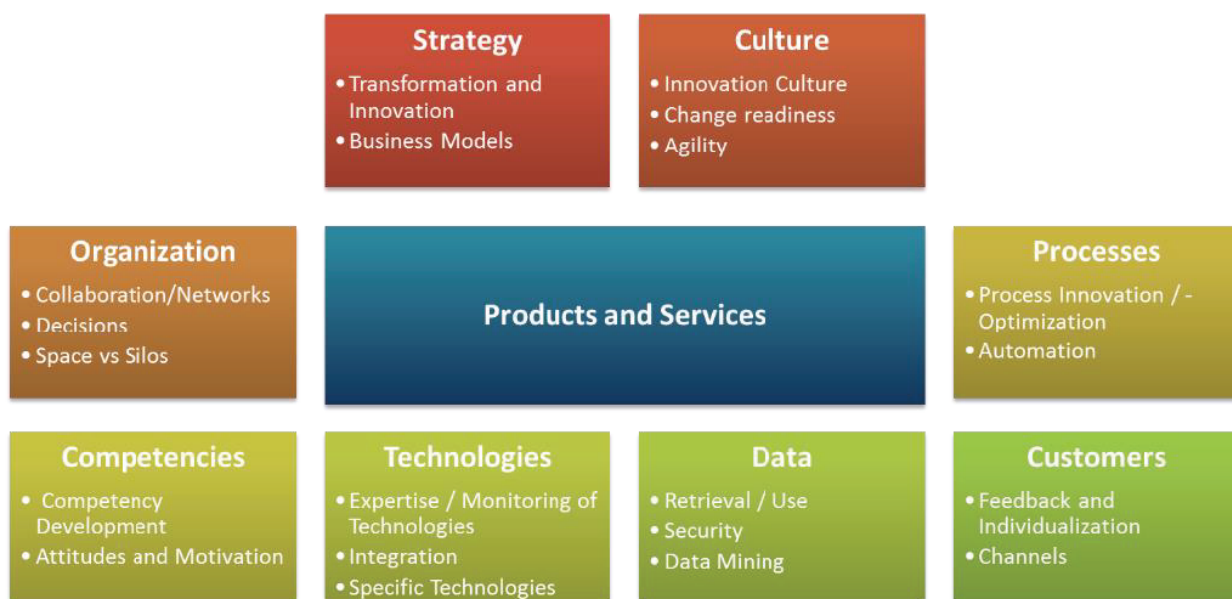 Strategy
• Transformation and
Innovation
• Business Models
Culture
• Innovation Culture
• Change readiness
• Agility
Organization
• Collaboration/Networks
• Decisions
• Space vs Silos
Products and Services
Processes
• Process Innovation / -
Optimization
• Automation
Competencies
• Competency
Development
• Attitudes and Motivation
Technologies
• Expertise / Monitoring of
Technologies
• Integration
• Specific Technologies
Data
• Retrieval / Use
• Security
• Data Mining
Customers
• Feedback and
Individualization
• Channels